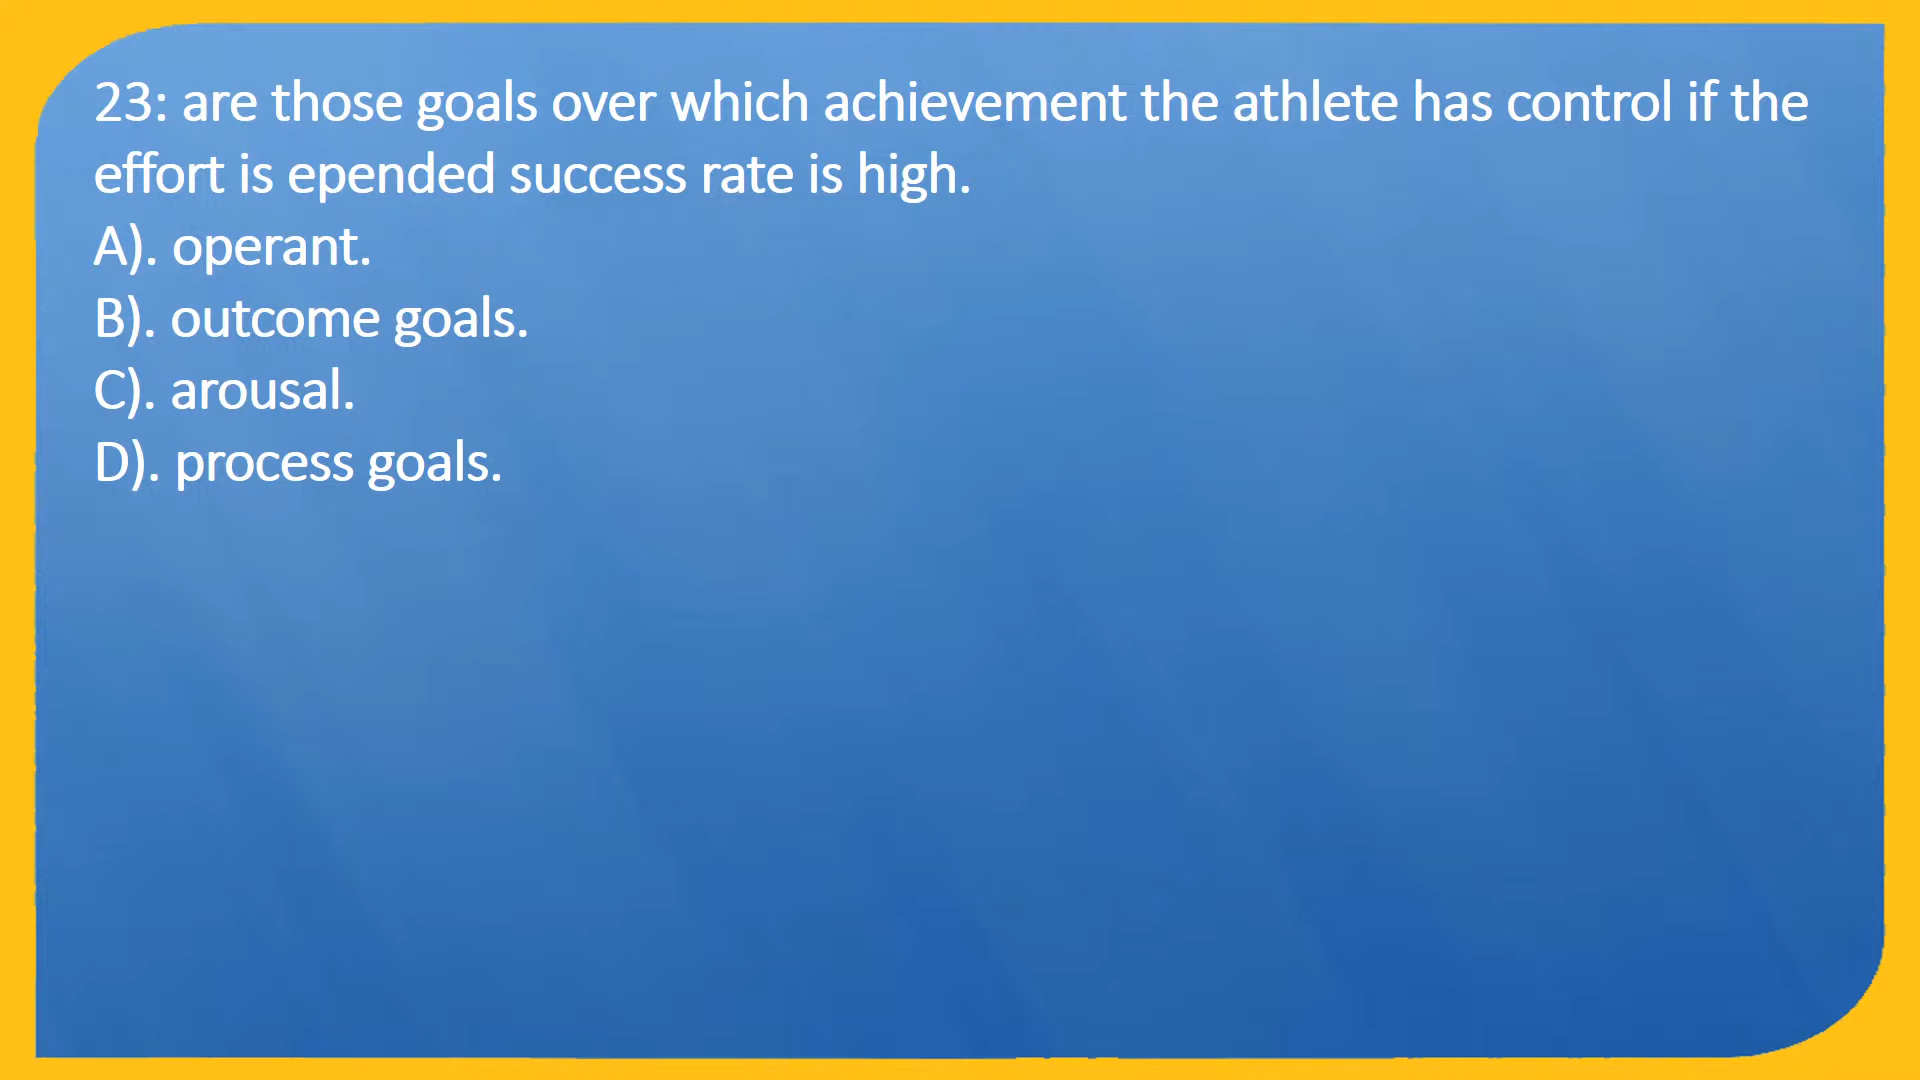 23: are those goals over which achievement the athlete has control if the
effort is epended success rate is high.
A). operant.
B). outcome goals.
C). arousal.
D). process goals.